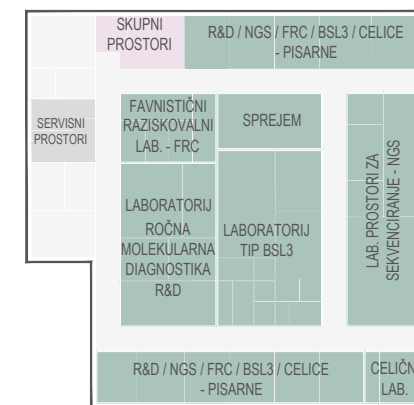 SKUPNI
PROSTORI
R&D / NGS / FRC / BSL3 / CELICE
- PISARNE
SERVISNI
PROSTORI
FAVNISTIČNI
RAZISKOVALNI
LAB. - FRC
SPREJEM
LABORATORIJ
ROČNA
MOLEKULARNA
DIAGNOSTIKA
R&D
LABORATORIJ
TIP BSL3
LAB. PROSTORI ZA
SEKVENCIRANJE - NGS
R&D / NGS / FRC / BSL3 / CELICE
- PISARNE
CELIČN
LAB.